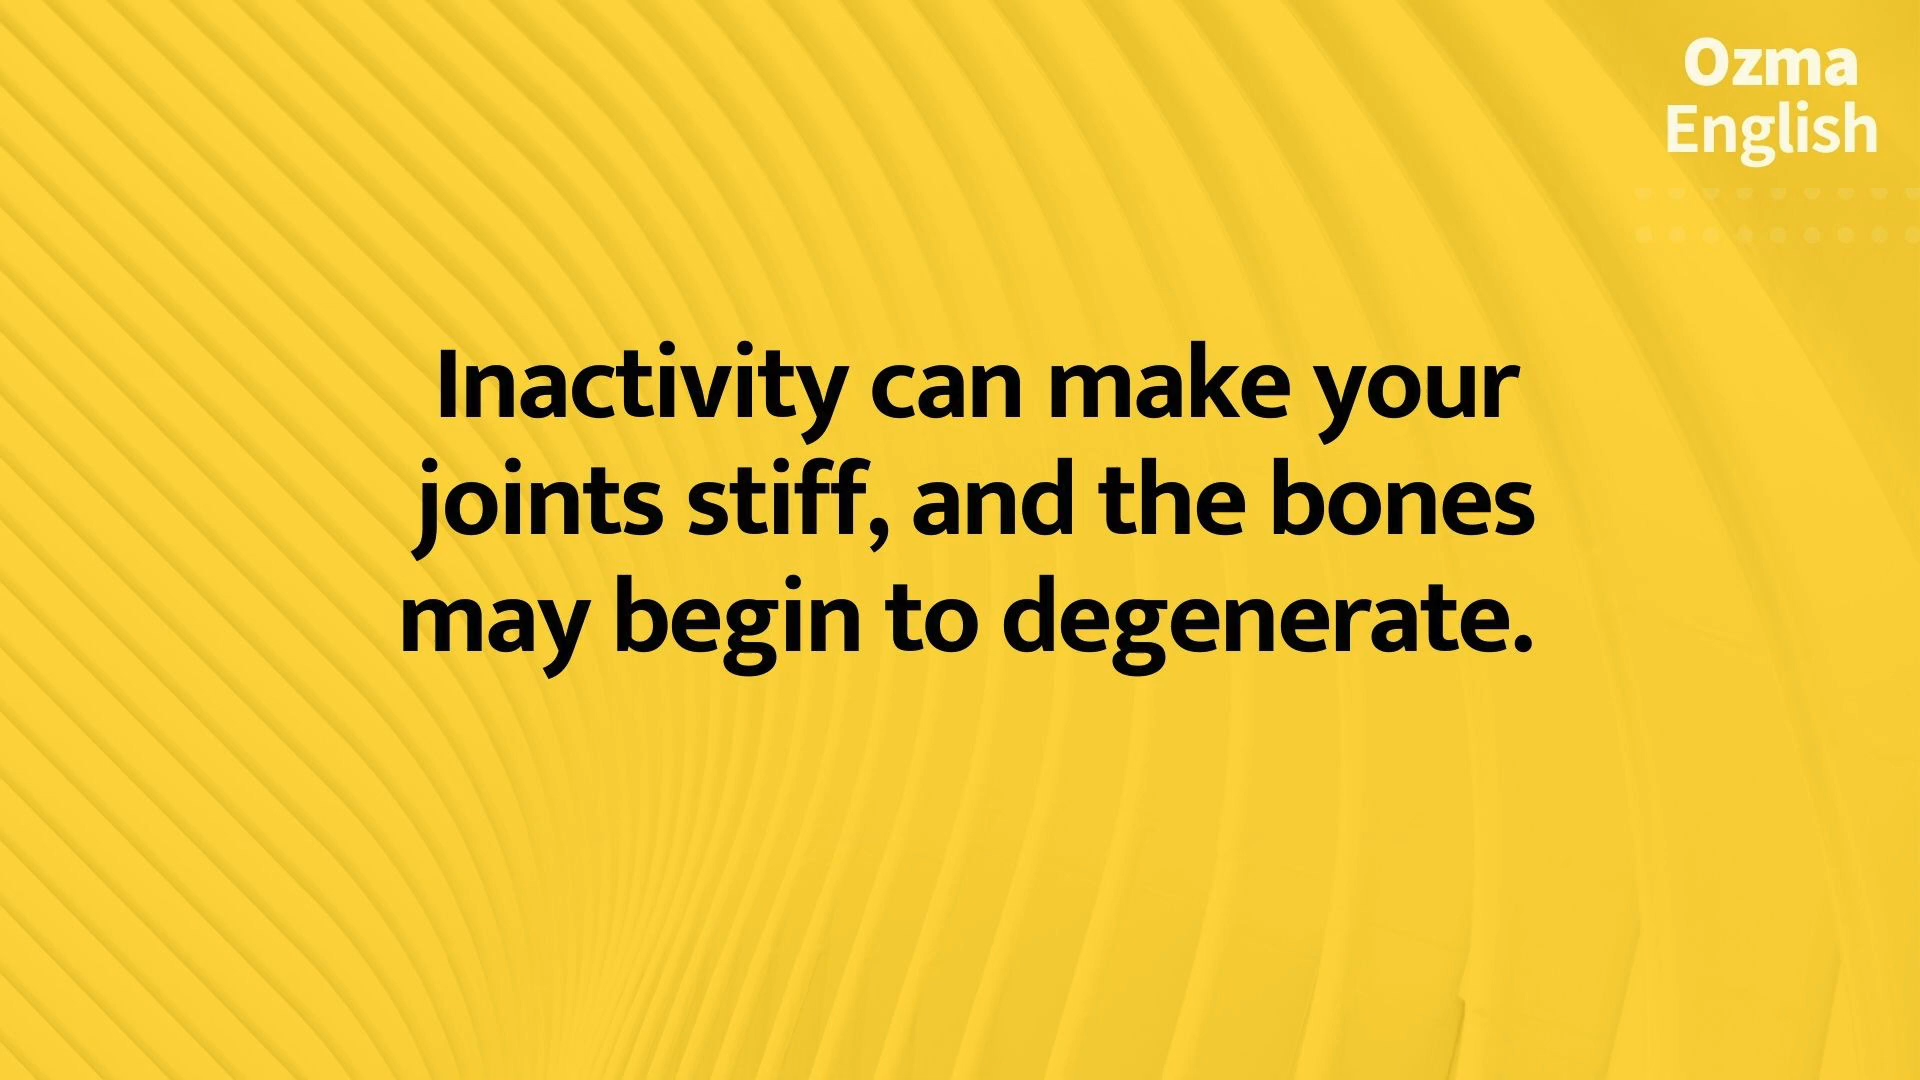 Ozma
English
Inactivity can make your
joints stiff, and the bones
may begin to degenerate.